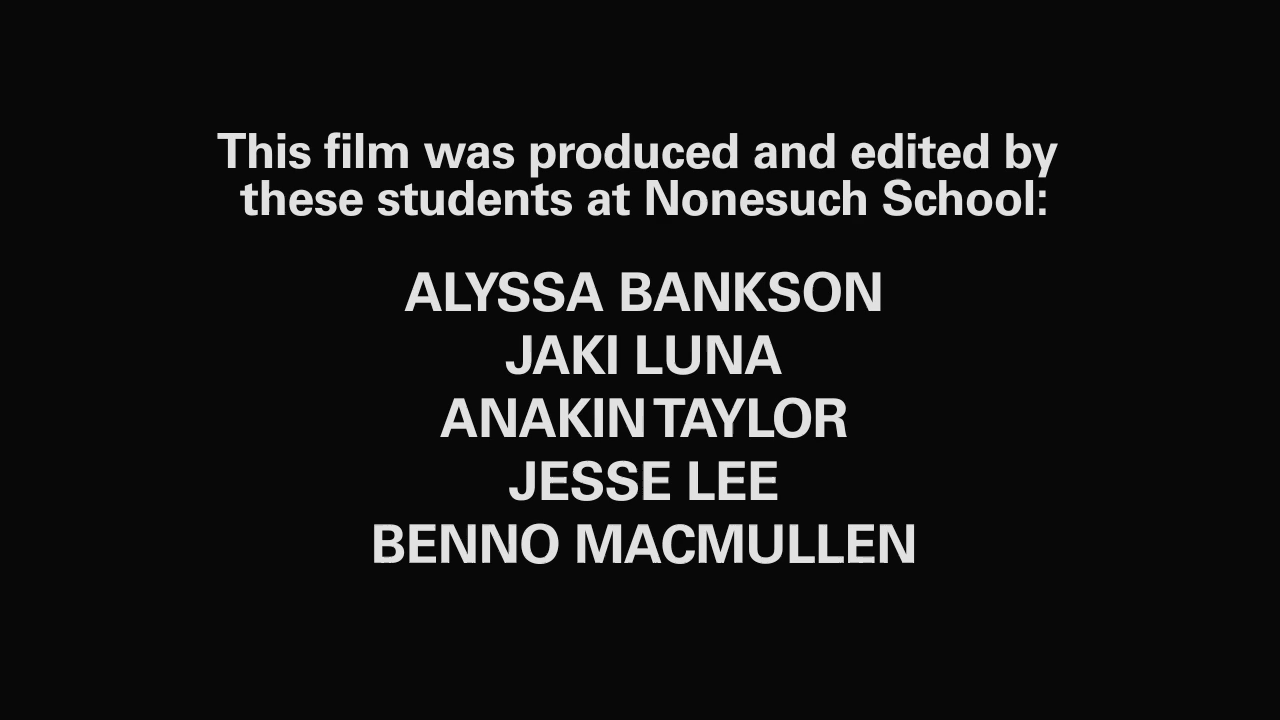 This film was produced and edited by
these students at Nonesuch School:
ALYSSA BANKSON
JAKI LUNA
ANAKIN TAYLOR
JESSE LEE
BENNO MACMULLEN